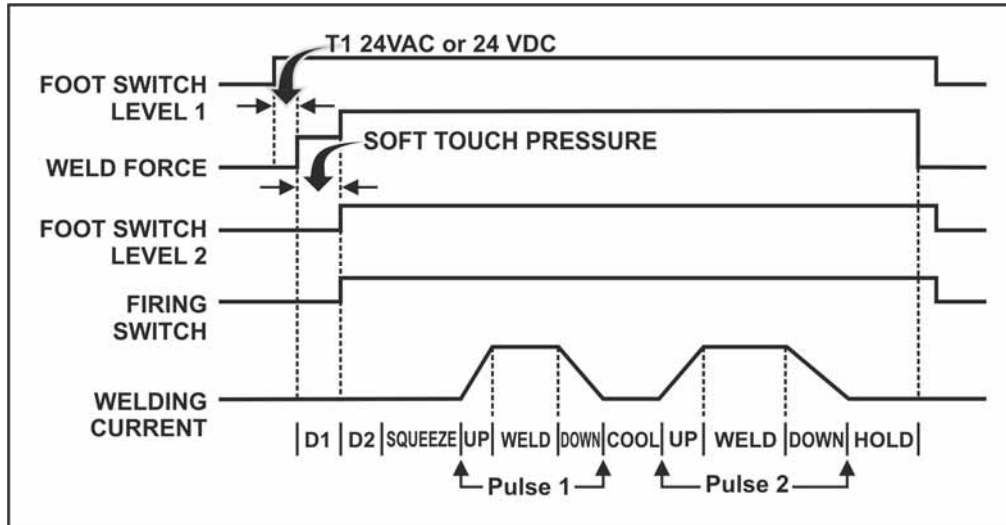 T1 24VAC or 24 VDC
FOOT SWITCH
LEVEL 1
SOFT TOUCH PRESSURE
WELD FORCE
FOOT SWITCH
LEVEL 2
FIRING
SWITCH
WELDING
CURRENT
D1 D2 SQUEEZE UP WELD DOWN COOL UP WELD DOWN HOLD
Pulse 1 Pulse 2